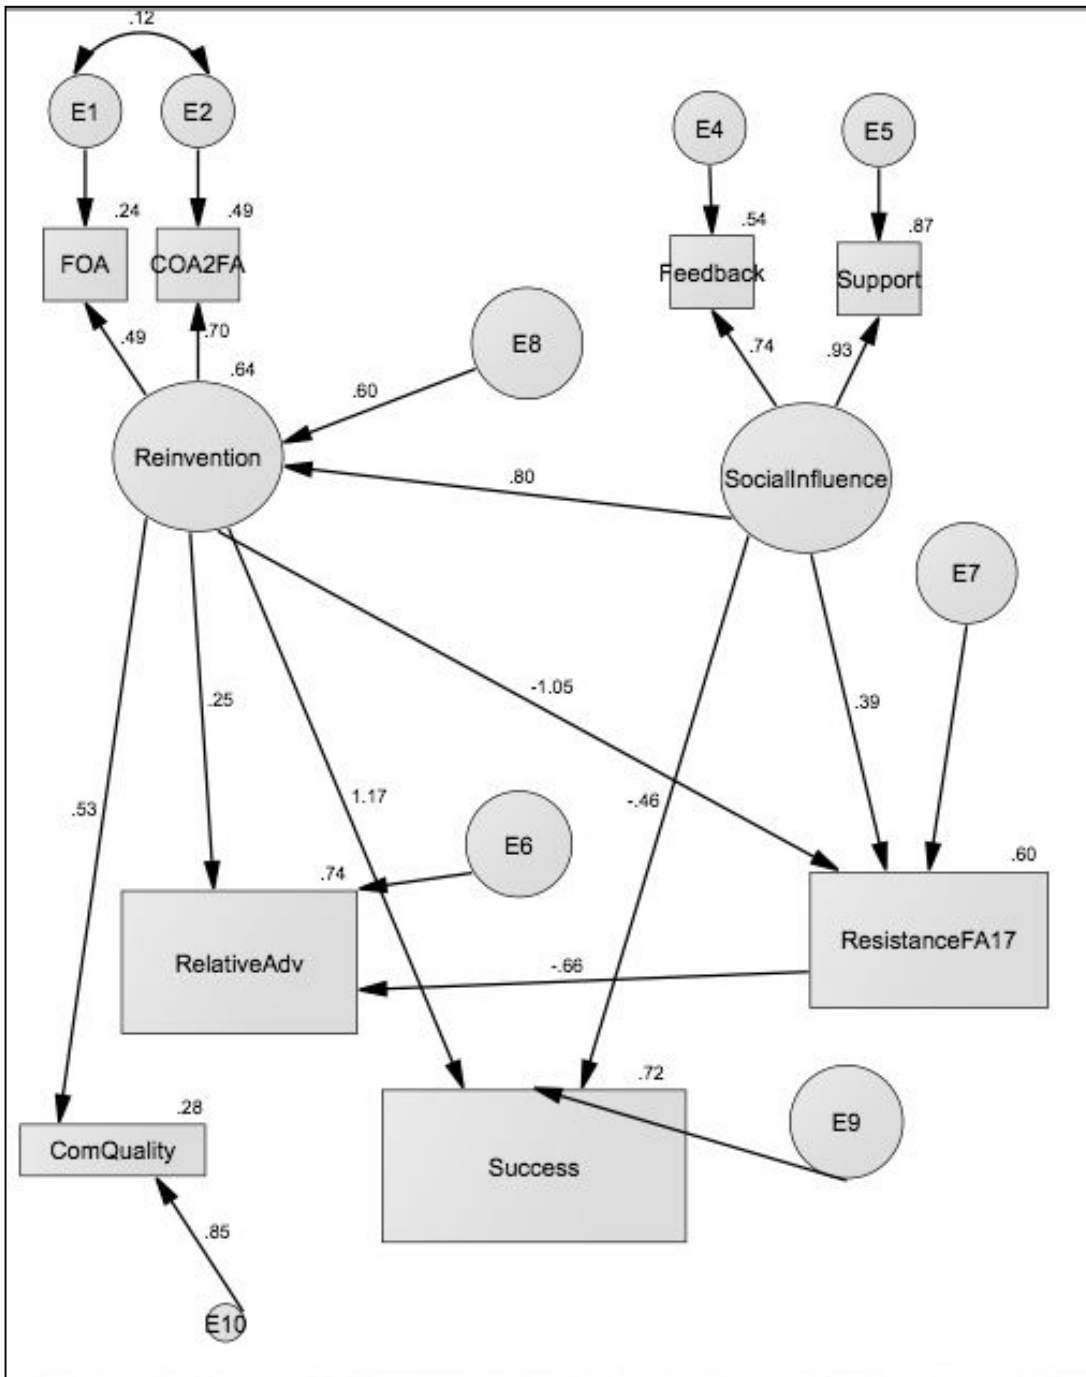 .12
E1
E2
E4
E5
.24
.49
.54
.87
FOA
COA2FA
Feedback
Support
.49
.70
.74
.93
E8
.64
.60
Reinvention
SocialInfluence
.80
E7
-1.05
.25
.39
.53
1.17
-.46
E6
.74
.60
RelativeAdv
ResistanceFA17
-.66
.72
.28
E9
ComQuality
Success
.85
E10